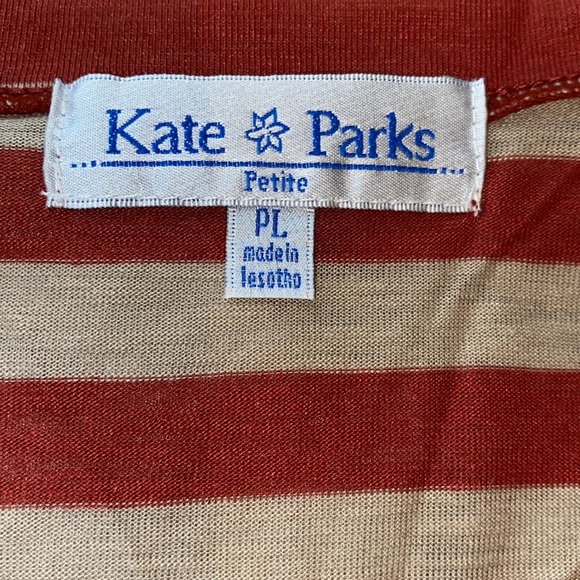 Kate Parks
Petite
PL
made in
lesotho